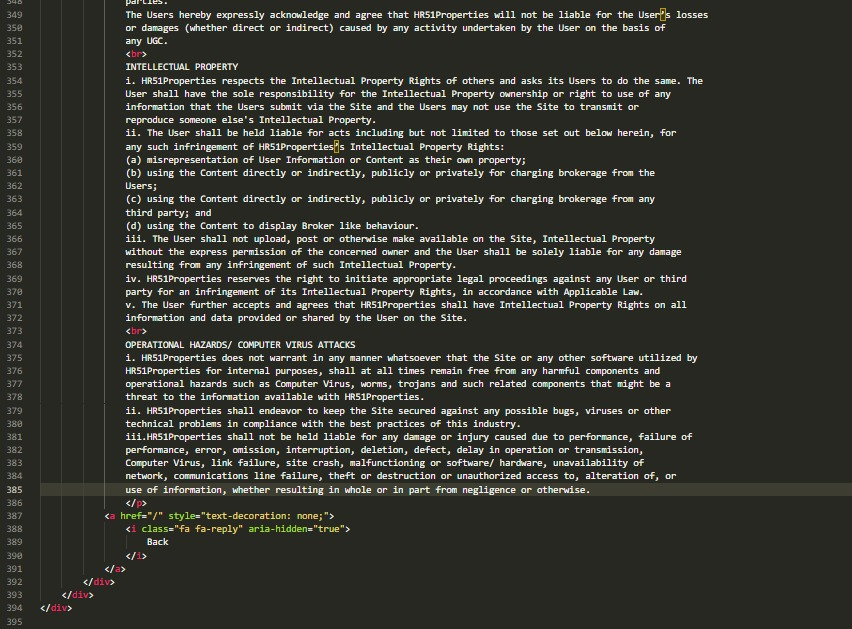 348 parties.
349 The Users hereby expressly acknowledge and agree that HR51Properties will not be liable for the User's losses
350 or damages (whether direct or indirect) caused by any activity undertaken by the User on the basis of
351 any UGC.
352 <br>
353 INTELLECTUAL PROPERTY
354 i. HR51Properties respects the Intellectual Property Rights of others and asks its Users to do the same. The
355 User shall have the sole responsibility for the Intellectual Property ownership or right to use of any
356 information that the Users submit via the Site and the Users may not use the Site to transmit or
357 reproduce someone else's Intellectual Property.
358 ii. The User shall be held liable for acts including but not limited to those set out below herein, for
359 any such infringement of HR51Properties's Intellectual Property Rights:
360 (a) misrepresentation of User Information or Content as their own property;
361 (b) using the Content directly or indirectly, publicly or privately for charging brokerage from the
362 Users;
363 (c) using the Content directly or indirectly, publicly or privately for charging brokerage from any
364 third party; and
365 (d) using the Content to display Broker like behaviour.
366 iii. The User shall not upload, post or otherwise make available on the Site, Intellectual Property
367 without the express permission of the concerned owner and the User shall be solely liable for any damage
368 resulting from any infringement of such Intellectual Property.
369 iv. HR51Properties reserves the right to initiate appropriate legal proceedings against any User or third
370 party for an infringement of its Intellectual Property Rights, in accordance with Applicable Law.
371 v. The User further accepts and agrees that HR51Properties shall have Intellectual Property Rights on all
372 information and data provided or shared by the User on the Site.
373 <br>
374 OPERATIONAL HAZARDS/ COMPUTER VIRUS ATTACKS
375 i. HR51Properties does not warrant in any manner whatsoever that the Site or any other software utilized by
376 HR51Properties for internal purposes, shall at all times remain free from any harmful components and
377 operational hazards such as Computer Virus, worms, trojans and such related components that might be a
378 threat to the information available with HR51Properties.
379 ii. HR51Properties shall endeavor to keep the Site secured against any possible bugs, viruses or other
380 technical problems in compliance with the best practices of this industry.
381 iii.HR51Properties shall not be held liable for any damage or injury caused due to performance, failure of
382 performance, error, omission, interruption, deletion, defect, delay in operation or transmission,
383 Computer Virus, link failure, site crash, malfunctioning or software/ hardware, unavailability of
384 network, communications line failure, theft or destruction or unauthorized access to, alteration of, or
385 use of information, whether resulting in whole or in part from negligence or otherwise.
386 </p>
387 <a href="/" style="text-decoration: none;">
388 <i class="fa fa-reply" aria-hidden="true">
389 Back
390 </i>
391 </a>
392 </div>
393 </div>
394 </div>
395